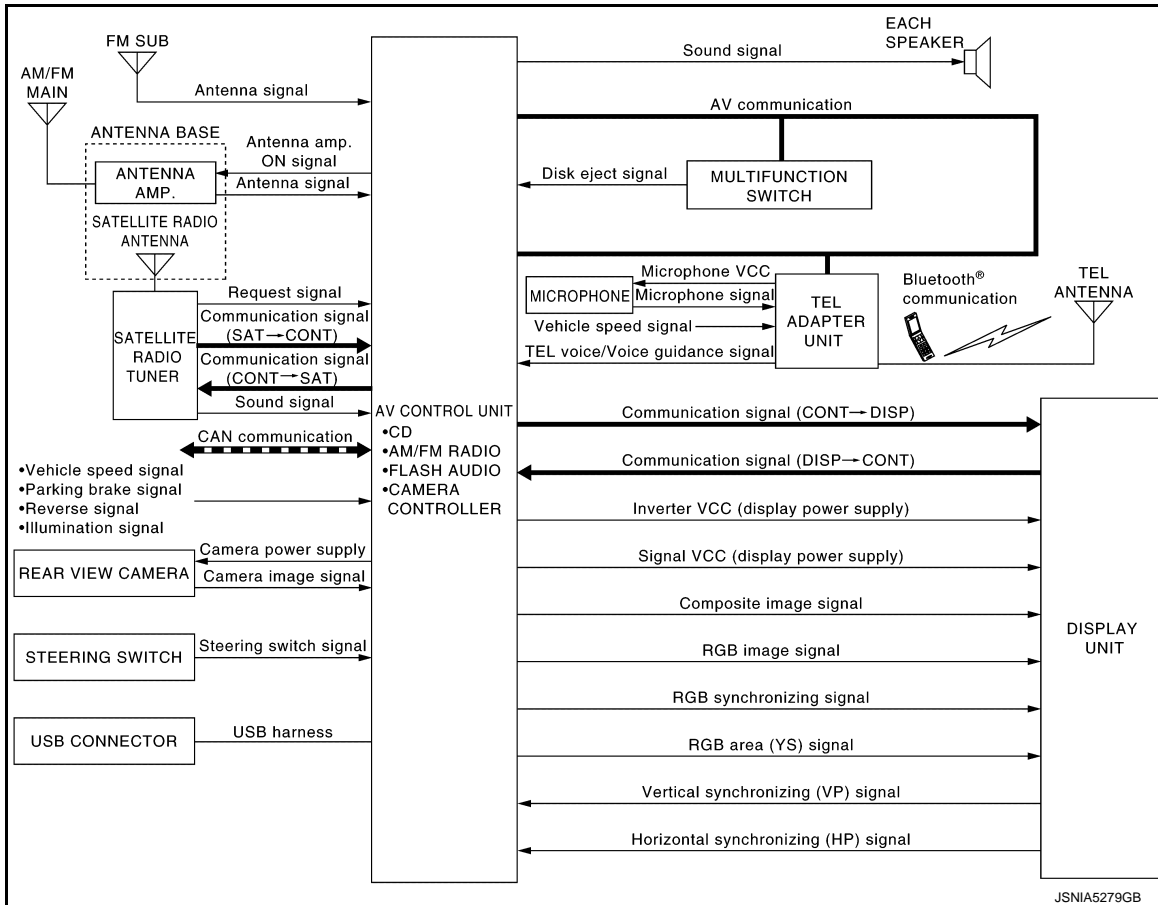 FM SUB
AM/FM
MAIN
Antenna signal
ANTENNA BASE
ANTENNA
AMP.
Antenna amp.
ON signal
Antenna signal
SATELLITE RADIO
ANTENNA
SATELLITE
RADIO
TUNER
Request signal
Communication signal
(SAT→CONT)
Communication signal
(CONT→SAT)
Sound signal
CAN communication
•Vehicle speed signal
•Parking brake signal
•Reverse signal
•Illumination signal
REAR VIEW CAMERA
Camera power supply
Camera image signal
STEERING SWITCH
Steering switch signal
USB CONNECTOR
USB harness
AV CONTROL UNIT
•CD
•AM/FM RADIO
•FLASH AUDIO
•CAMERA
CONTROLLER
Sound signal
EACH
SPEAKER
AV communication
Disk eject signal
MULTIFUNCTION
SWITCH
MICROPHONE
Microphone VCC
Microphone signal
Vehicle speed signal
TEL voice/Voice guidance signal
TEL
ADAPTER
UNIT
Bluetooth®
communication
TEL
ANTENNA
Communication signal (CONT→DISP)
Communication signal (DISP→CONT)
Inverter VCC (display power supply)
Signal VCC (display power supply)
Composite image signal
RGB image signal
RGB synchronizing signal
RGB area (YS) signal
Vertical synchronizing (VP) signal
Horizontal synchronizing (HP) signal
DISPLAY
UNIT
JSNIA5279GB